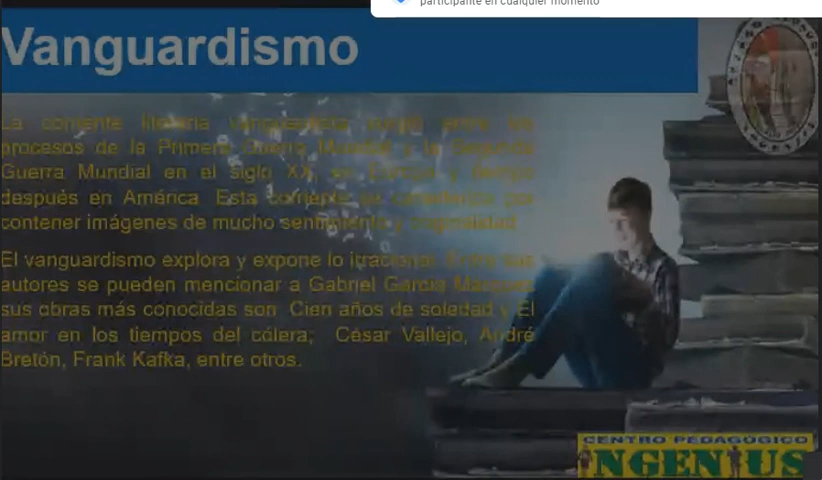 participante en cualquier momento
Vanguardismo
La corriente literaria vanguardista surgió entre los
procesos de la Primera Guerra Mundial y la Segunda
Guerra Mundial en el siglo XX, en Europa y tiempo
después en América. Esta corriente se caracteriza por
contener imágenes de mucho sentimiento y
El vanguardismo explora y expone lo irracional. Entre sus
autores se pueden mencionar a Gabriel García Márquez
sus obras más conocidas son Cien años de soledad y El
amor en los tiempos del cólera; César Vallejo, André
Bretón, Frank Kafka, entre otros.
CENTRO PEDAGÓGICO
INGENIUS